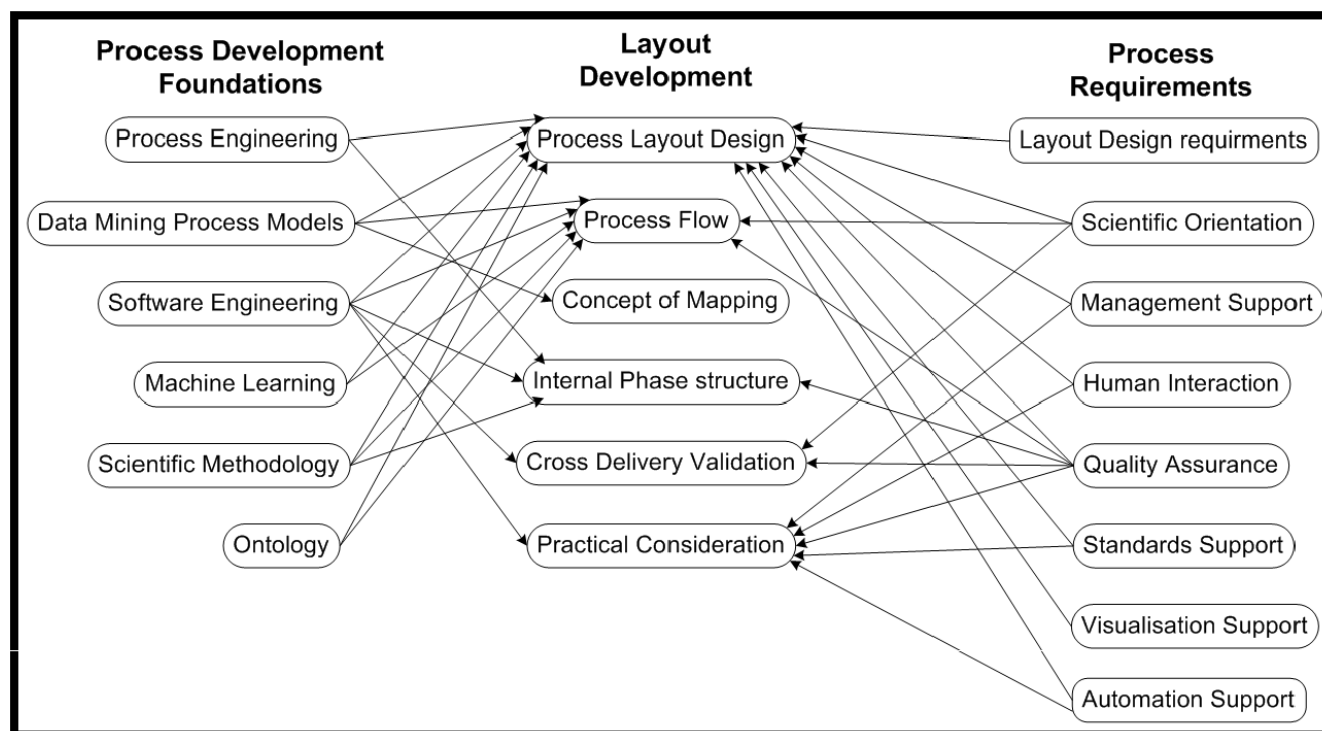 Process Development
Foundations
Process Engineering
Data Mining Process Models
Software Engineering
Machine Learning
Scientific Methodology
Ontology
Layout
Development
Process Layout Design
Process Flow
Concept of Mapping
Internal Phase structure
Cross Delivery Validation
Practical Consideration
Process
Requirements
Layout Design requirments
Scientific Orientation
Management Support
Human Interaction
Quality Assurance
Standards Support
Visualisation Support
Automation Support